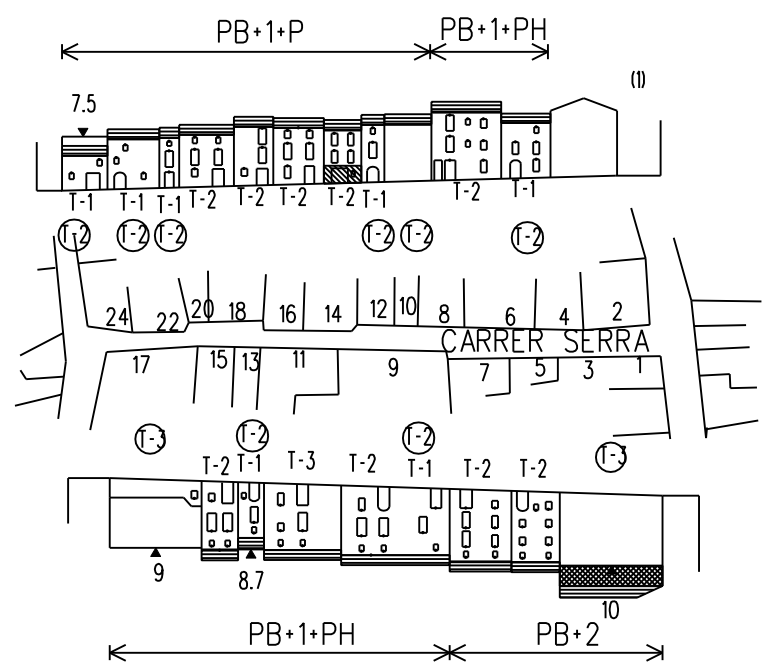 PB+1+P PB+1+PH
(1)
7.5
T-1 T-1 T-1 T-2 T-2 T-2 T-2 T-1 T-2 T-1
T-2 T-2 T-2 T-2 T-2 T-2
24 22 20 18 16 14 12 10 8 6 4 2
CARRER SERRA
17 15 13 11 9 7 5 3 1
T-3 T-2 T-2 T-3
T-2 T-1 T-3 T-2 T-1 T-2 T-2
9 8.7 10
PB+1+PH PB+2